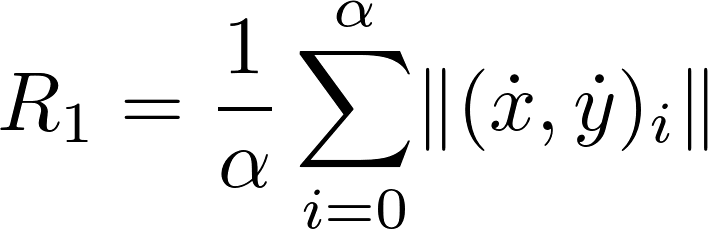 $R_1 = \frac{1}{\alpha} \sum_{i=0}^{\alpha} \|(\dot{x}, \dot{y})_i\|$